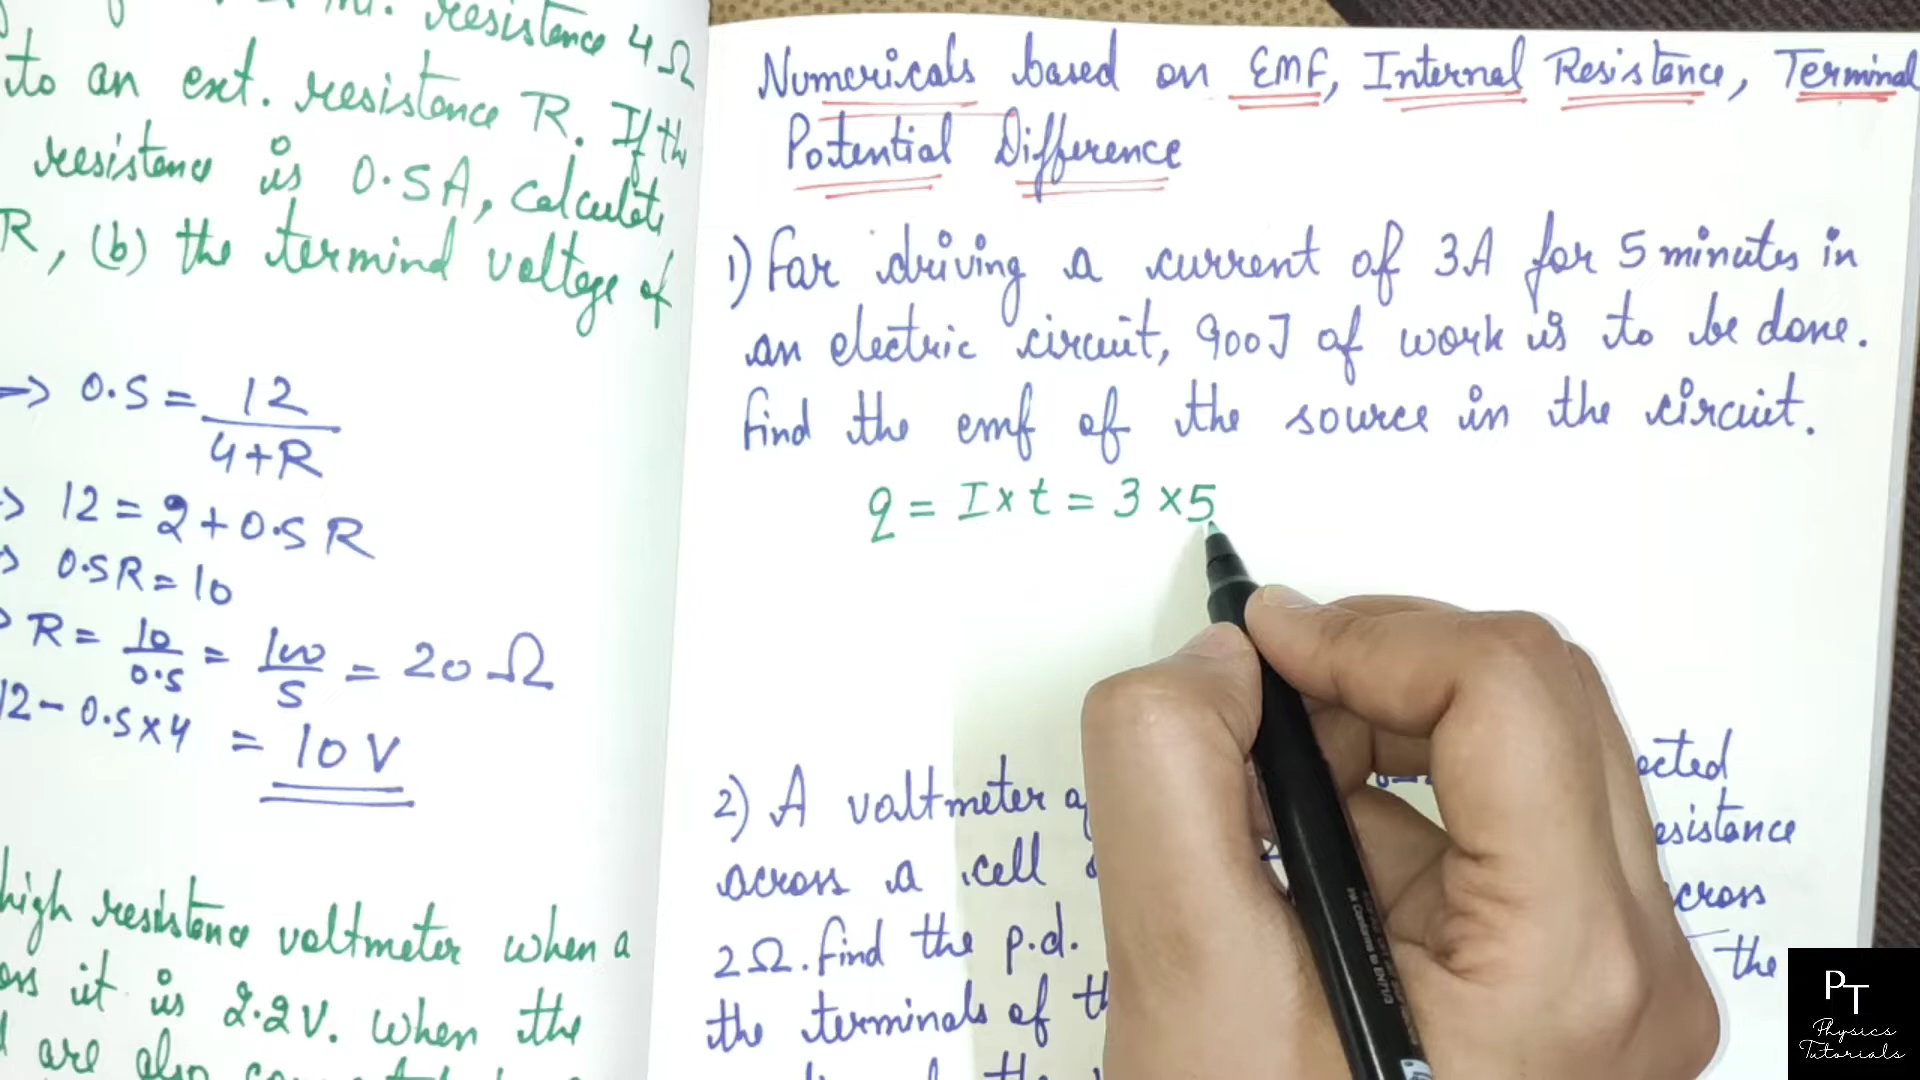 resistance 4Ω
to an ext. resistance R. If th
resistance is 0.5A, calculate
R, (b) the terminal voltage of
=> 0.5 = 12 / 4+R
=> 12 = 2 + 0.5 R
=> 0.5R = 10
=> R = 10 / 0.5 = 100 / 5 = 20 Ω
12 - 0.5×4 = 10 V
high resistance voltmeter when a
it is 2.2V. When the
are also
Numericals based on EMF, Internal Resistance, Terminal
Potential Difference
1) For driving a current of 3A for 5 minutes in
an electric circuit, 900J of work is to be done.
Find the emf of the source in the circuit.
q = I × t = 3 × 5
2) A voltmeter ected
across a cell esistance
2Ω. Find the p.d. cross
the terminals of the
the
PT
Physics
Tutorials